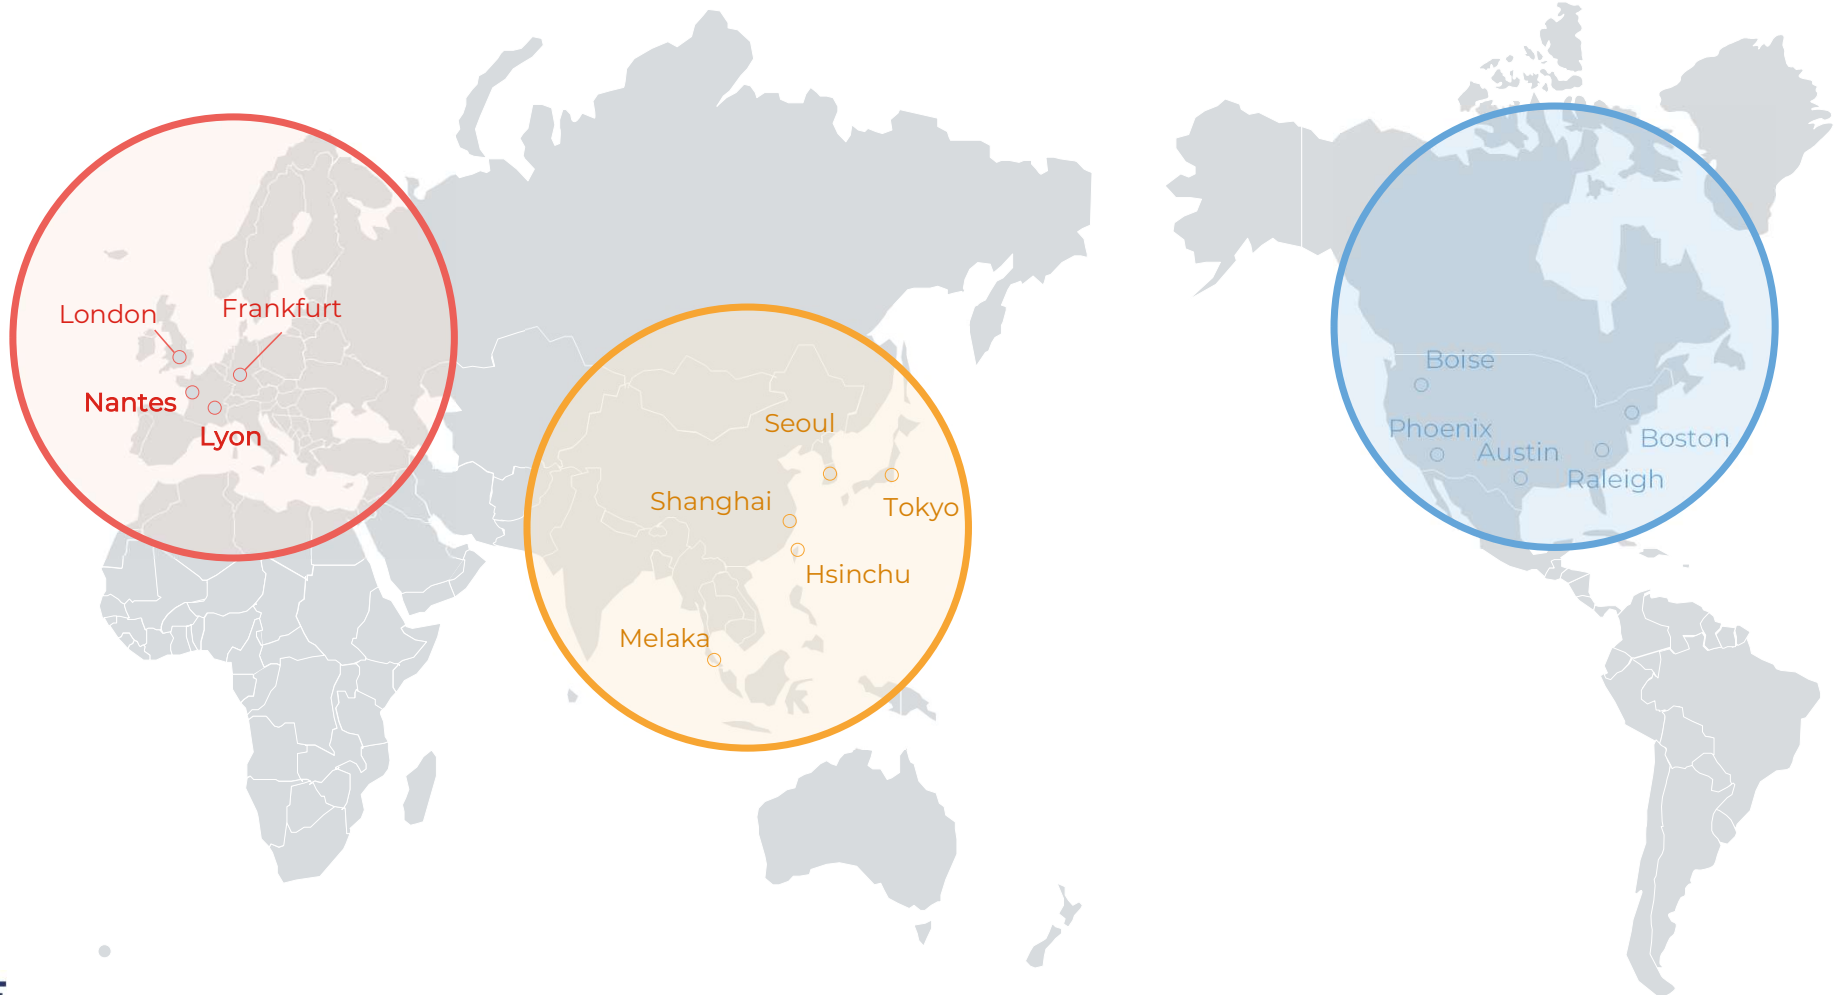 London
Frankfurt
Nantes
Lyon
Seoul
Shanghai
Tokyo
Hsinchu
Melaka
Boise
Phoenix
Austin
Boston
Raleigh